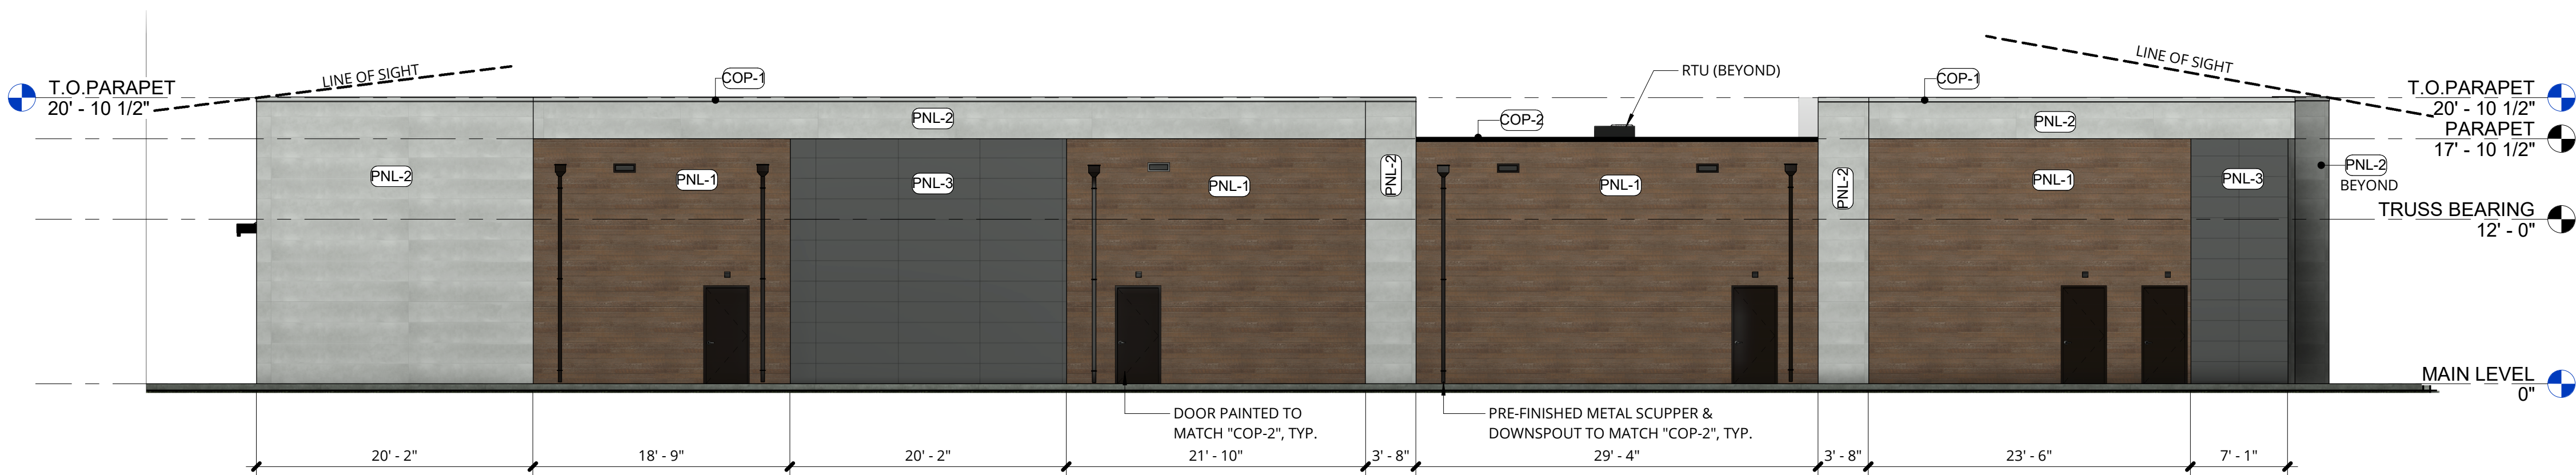 LINE OF SIGHT
LINE OF SIGHT
T.O.PARAPET
20' - 10 1/2"
COP-1
RTU (BEYOND)
COP-1
T.O.PARAPET
20' - 10 1/2"
PNL-2
COP-2
PNL-2
PARAPET
17' - 10 1/2"
PNL-2
PNL-1
PNL-3
PNL-1
PNL-2
PNL-1
PNL-2
PNL-1
PNL-3
PNL-2
BEYOND
TRUSS BEARING
12' - 0"
MAIN LEVEL
0"
DOOR PAINTED TO
MATCH "COP-2", TYP.
PRE-FINISHED METAL SCUPPER &
DOWNSPOUT TO MATCH "COP-2", TYP.
20' - 2"
18' - 9"
20' - 2"
21' - 10"
3' - 8"
29' - 4"
3' - 8"
23' - 6"
7' - 1"